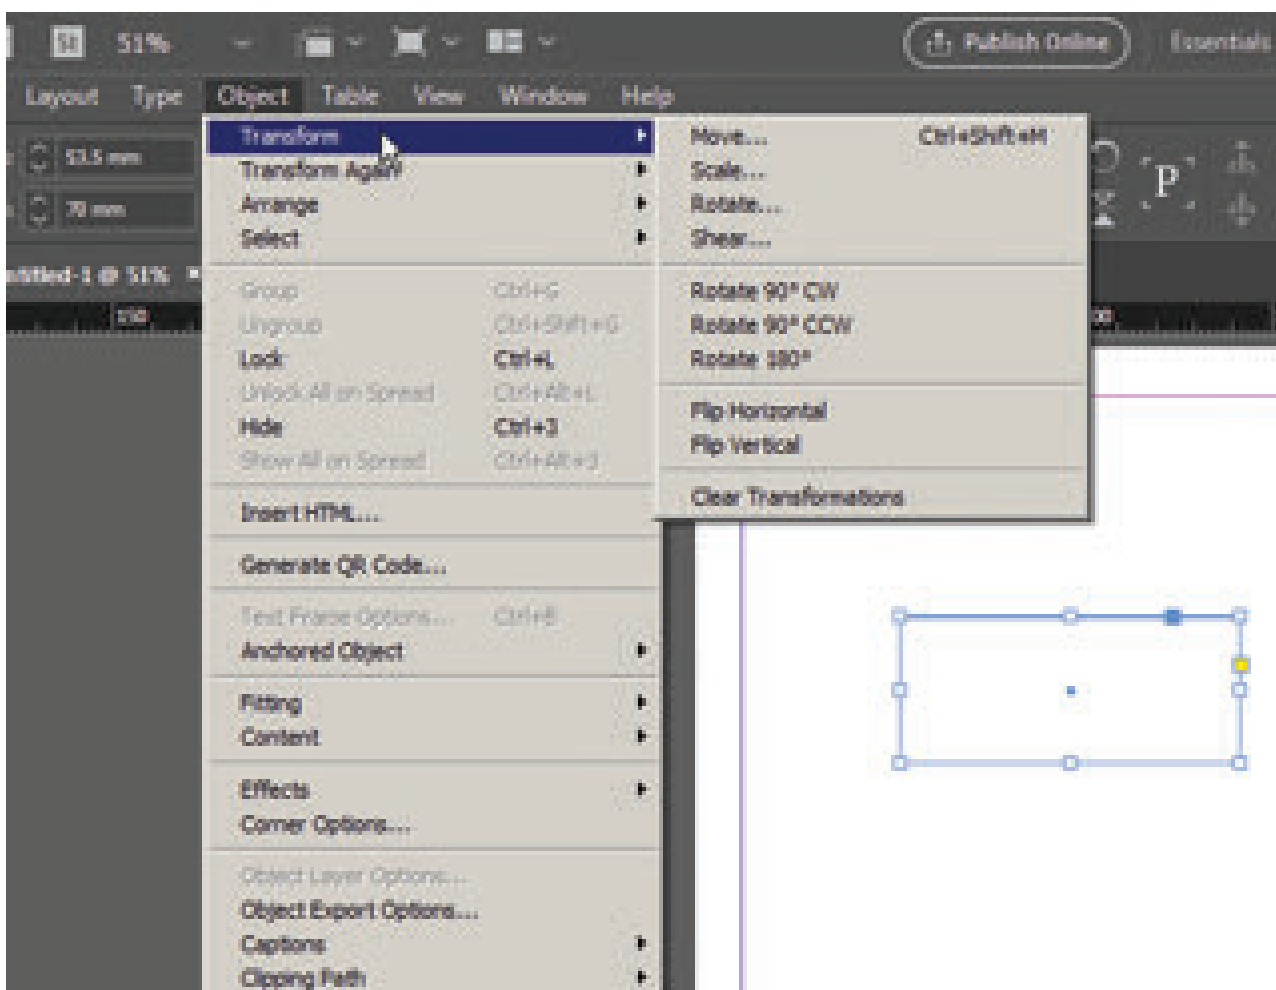 St 51% Publish Online Essentials
Layout Type Object Table View Window Help
53.5 mm
70 mm
P
ntitled-1 @ 51%
150
Transform
Transform Again
Arrange
Select
Group Ctrl+G
Ungroup Ctrl+Shift+G
Lock Ctrl+L
Unlock All on Spread Ctrl+Alt+L
Hide Ctrl+3
Show All on Spread Ctrl+Alt+3
Insert HTML...
Generate QR Code...
Text Frame Options... Ctrl+B
Anchored Object
Fitting
Content
Effects
Corner Options...
Object Layer Options...
Object Export Options...
Captions
Clipping Path
Move... Ctrl+Shift+M
Scale...
Rotate...
Shear...
Rotate 90° CW
Rotate 90° CCW
Rotate 180°
Flip Horizontal
Flip Vertical
Clear Transformations